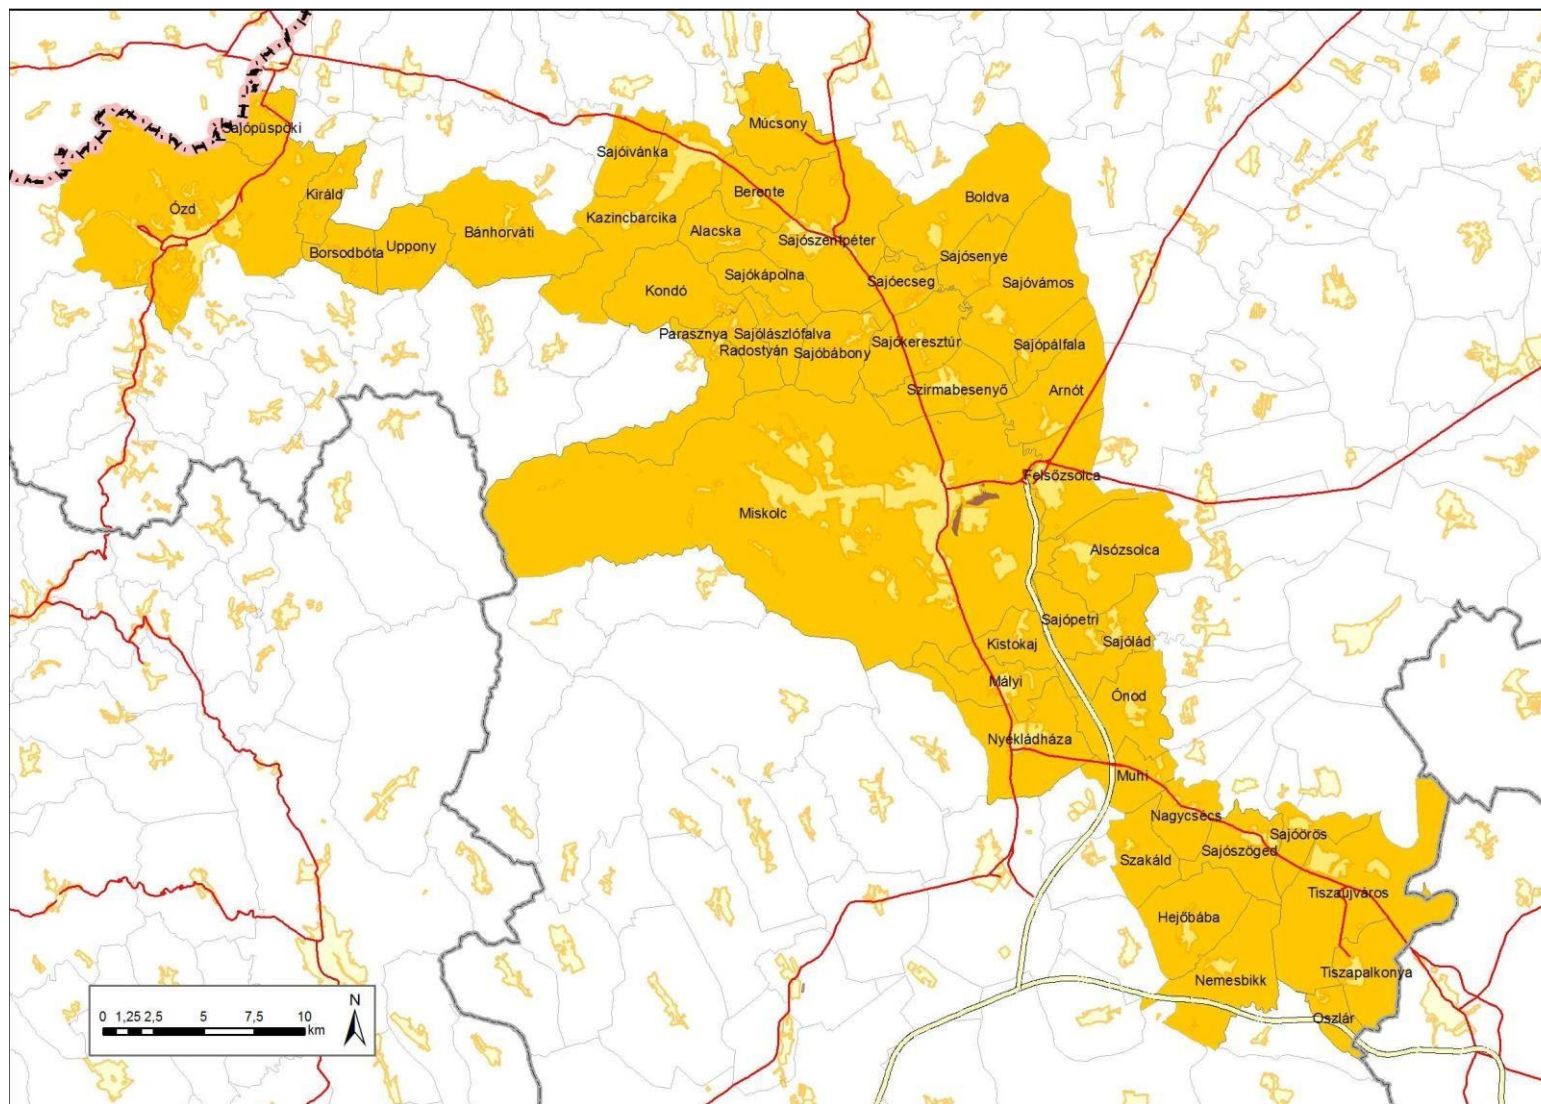 Sajópüspöki
Múcsony
Sajóivánka
Királd
Berente
Boldva
Ózd
Kazincbarcika
Bánhorváti
Alacska
Sajószentpéter
Uppony
Borsodbóta
Sajósenye
Sajókápolna
Sajóecseg
Sajóvámos
Kondó
Parasznya
Sajólászlófalva
Sajókeresztúr
Sajópálfala
Radostyán
Sajóbábony
Szirmabesenyő
Arnót
Felsőzsolca
Miskolc
Alsózsolca
Sajópetri
Kistokaj
Sajólád
Mályi
Ónod
Nyékládháza
Muhi
Nagycsécs
Sajóörös
Szakáld
Sajószöged
Tiszaújváros
Hejőbába
Nemesbikk
Tiszapalkonya
Oszlár
N
0 1,25 2,5 5 7,5 10
km